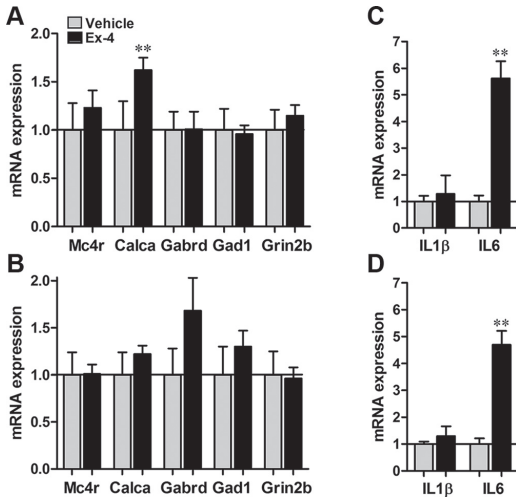 A
Vehicle
Ex-4
mRNA expression
2.0
1.5
1.0
0.5
0.0
**
Mc4r Calca Gabrd Gad1 Grin2b
B
mRNA expression
2.0
1.5
1.0
0.5
0.0
Mc4r Calca Gabrd Gad1 Grin2b
C
mRNA expression
7
6
5
4
3
2
1
0
**
IL1β IL6
D
mRNA expression
7
6
5
4
3
2
1
0
**
IL1β IL6